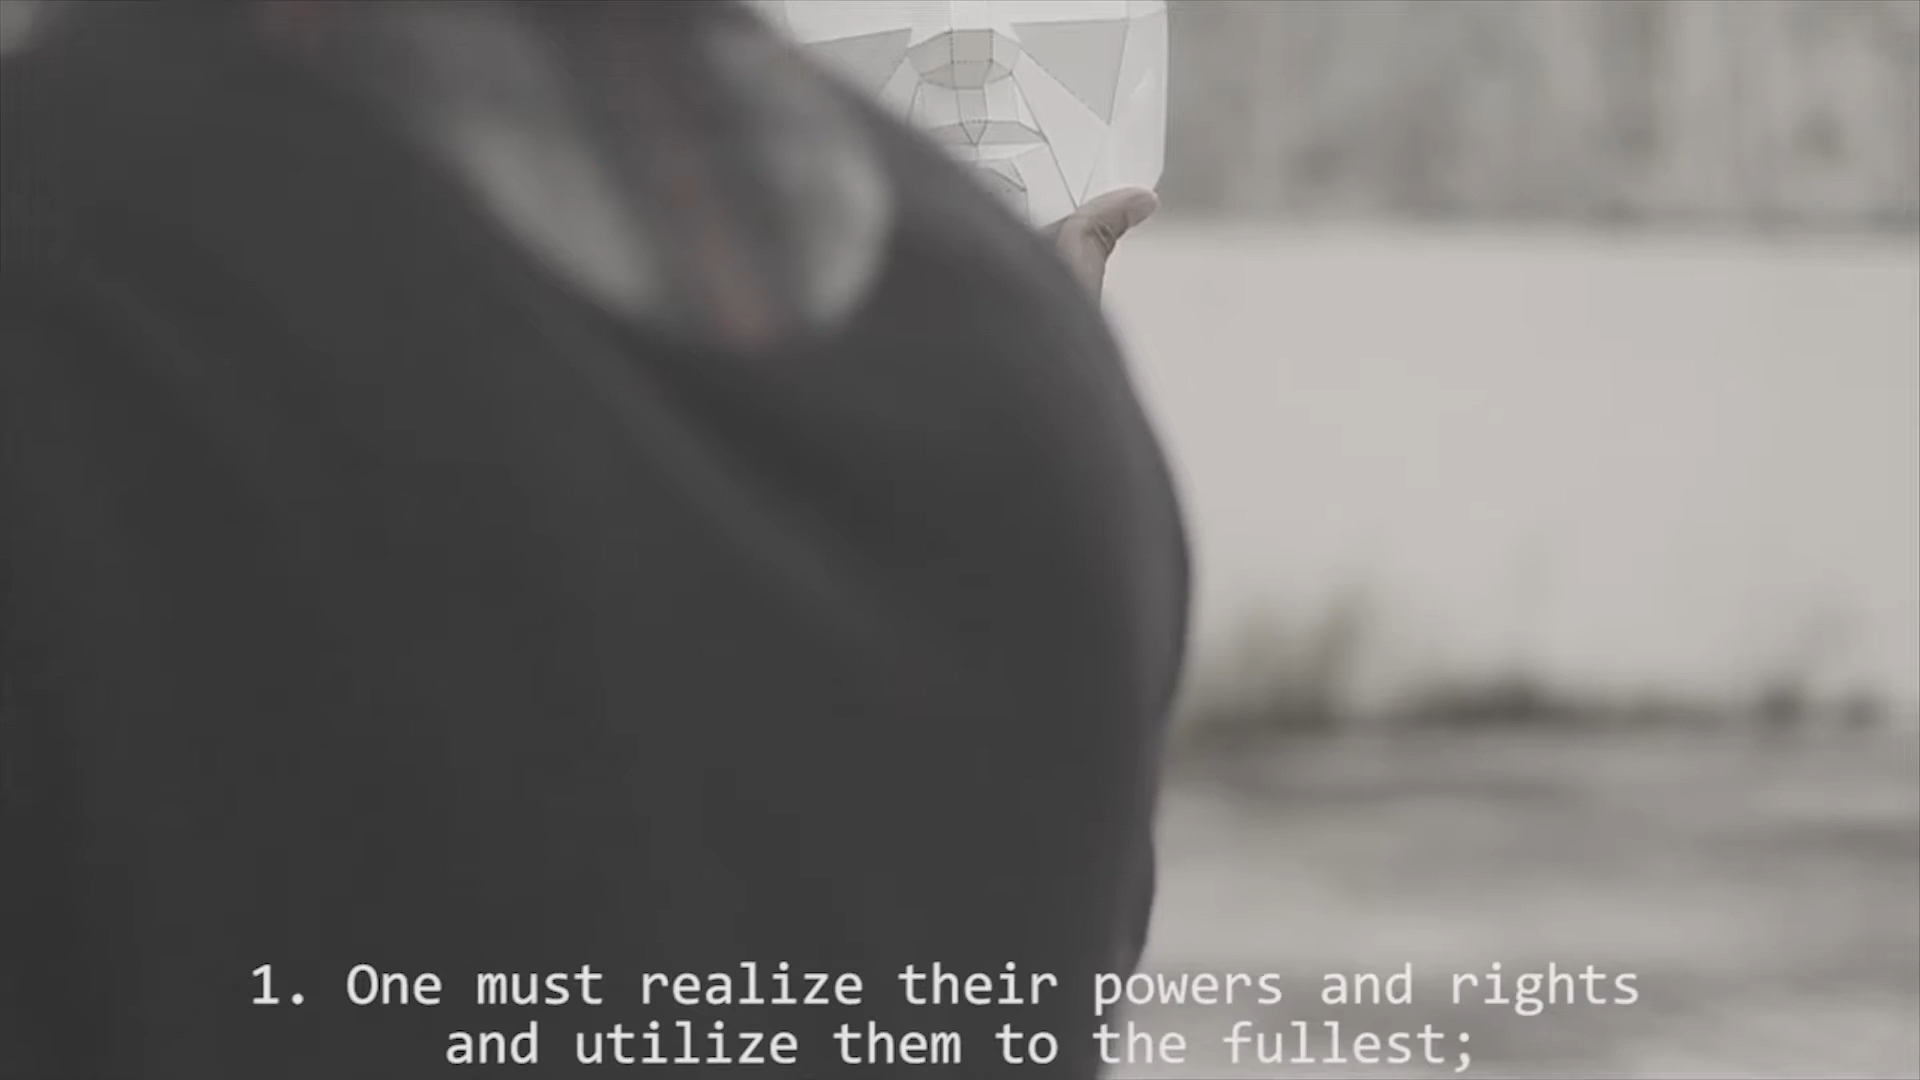 1. One must realize their powers and rights
and utilize them to the fullest;